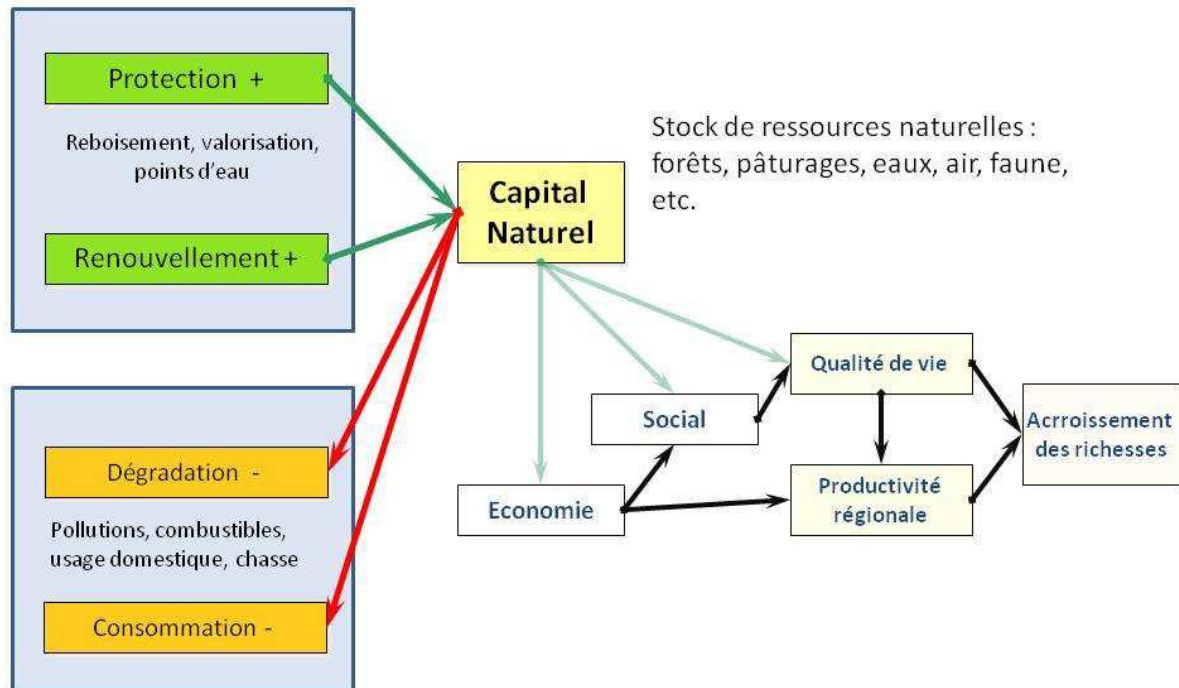 Protection +
Reboisement, valorisation,
points d'eau
Renouvellement +
Capital
Naturel
Stock de ressources naturelles :
forêts, pâturages, eaux, air, faune,
etc.
Qualité de vie
Social
Acrroissement
des richesses
Dégradation -
Economie
Productivité
régionale
Pollutions, combustibles,
usage domestique, chasse
Consommation -